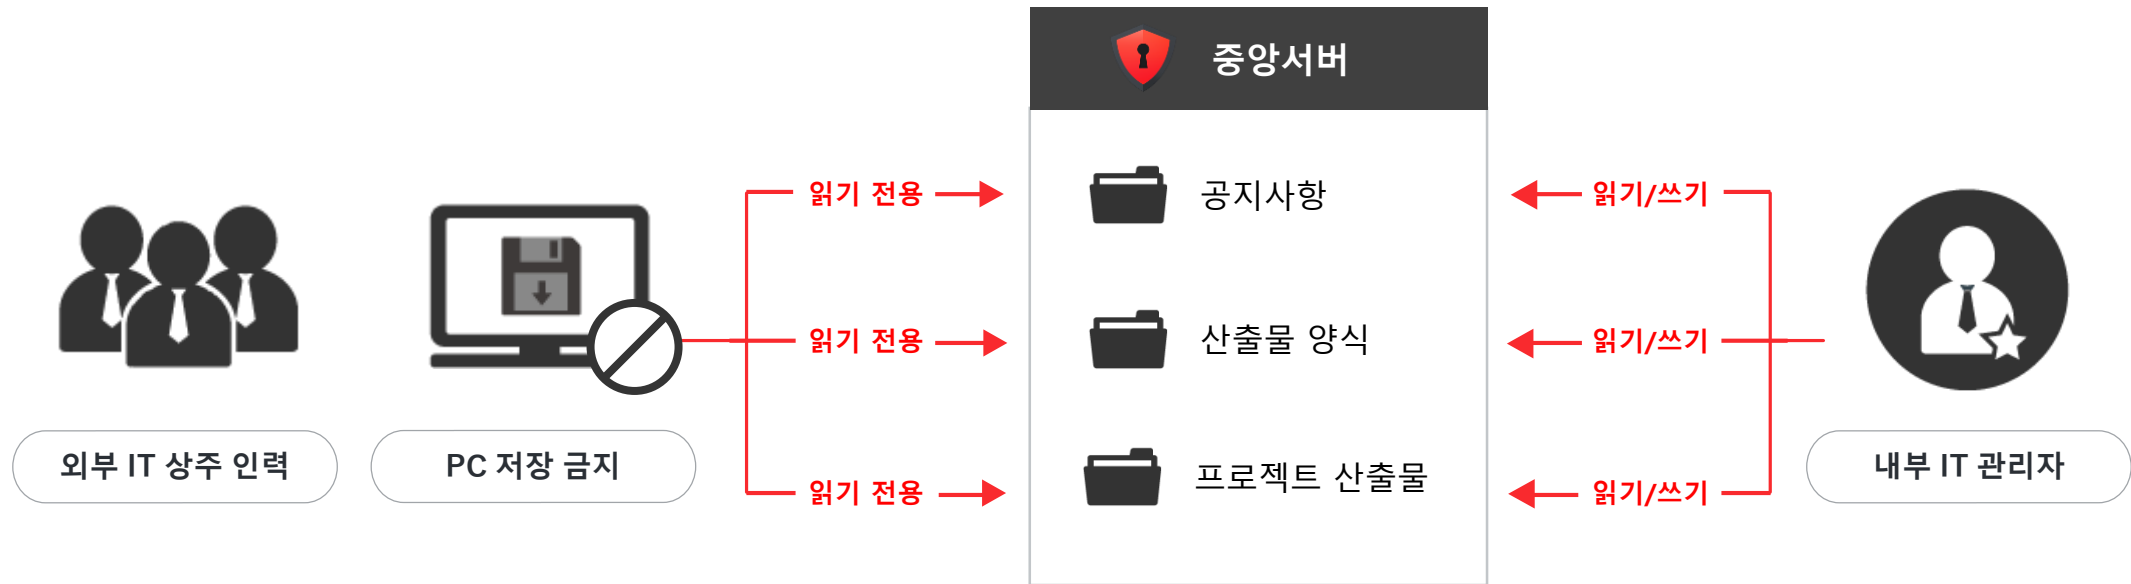 중앙서버
읽기 전용
공지사항
읽기/쓰기
읽기 전용
산출물 양식
읽기/쓰기
외부 IT 상주 인력
PC 저장 금지
내부 IT 관리자
읽기 전용
프로젝트 산출물
읽기/쓰기